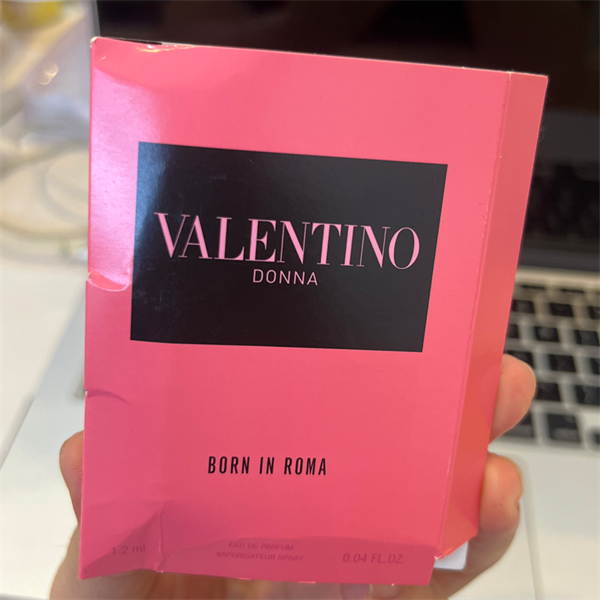 VALENTINO
DONNA
BORN IN ROMA
1.2 ml
EAU DE PARFUM
VAPORISATEUR SPRAY
0.04 FL.OZ.